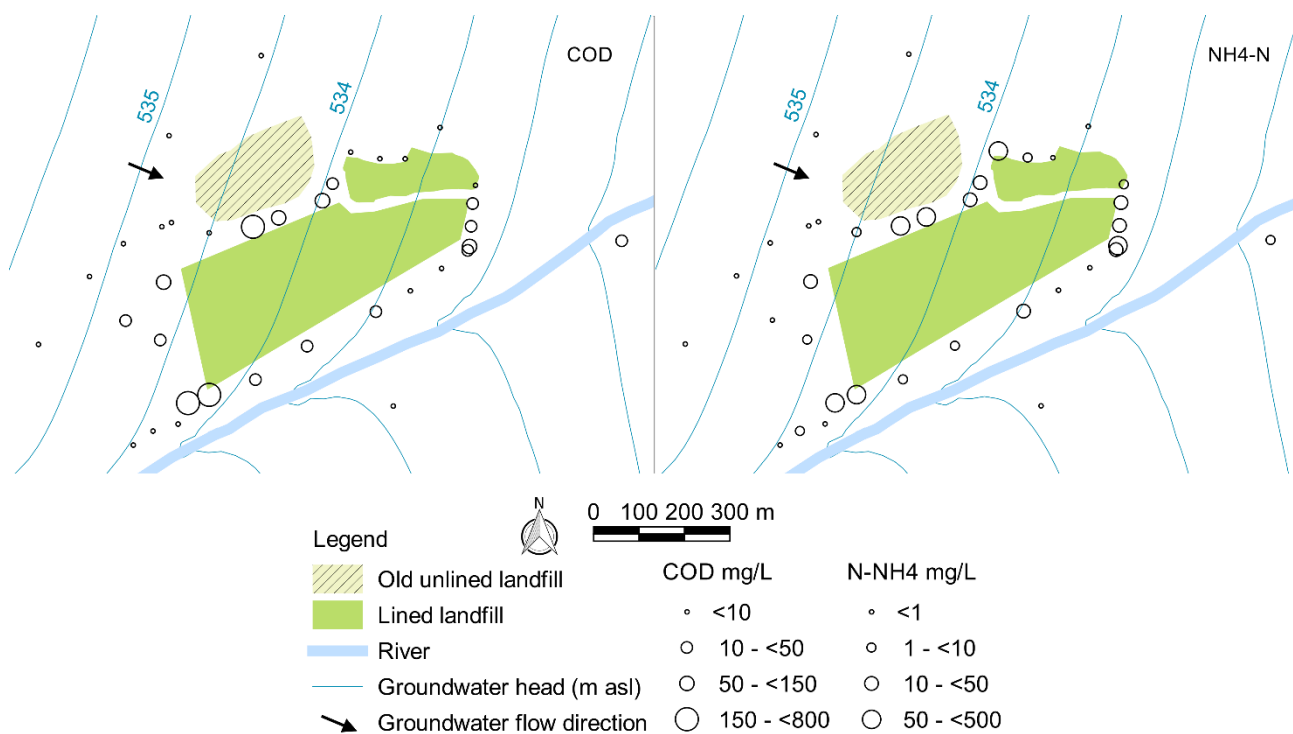 COD
535
534
NH4-N
535
534
N
0 100 200 300 m
Legend
Old unlined landfill
Lined landfill
River
Groundwater head (m asl)
Groundwater flow direction
COD mg/L
<10
10 - <50
50 - <150
150 - <800
N-NH4 mg/L
<1
1 - <10
10 - <50
50 - <500